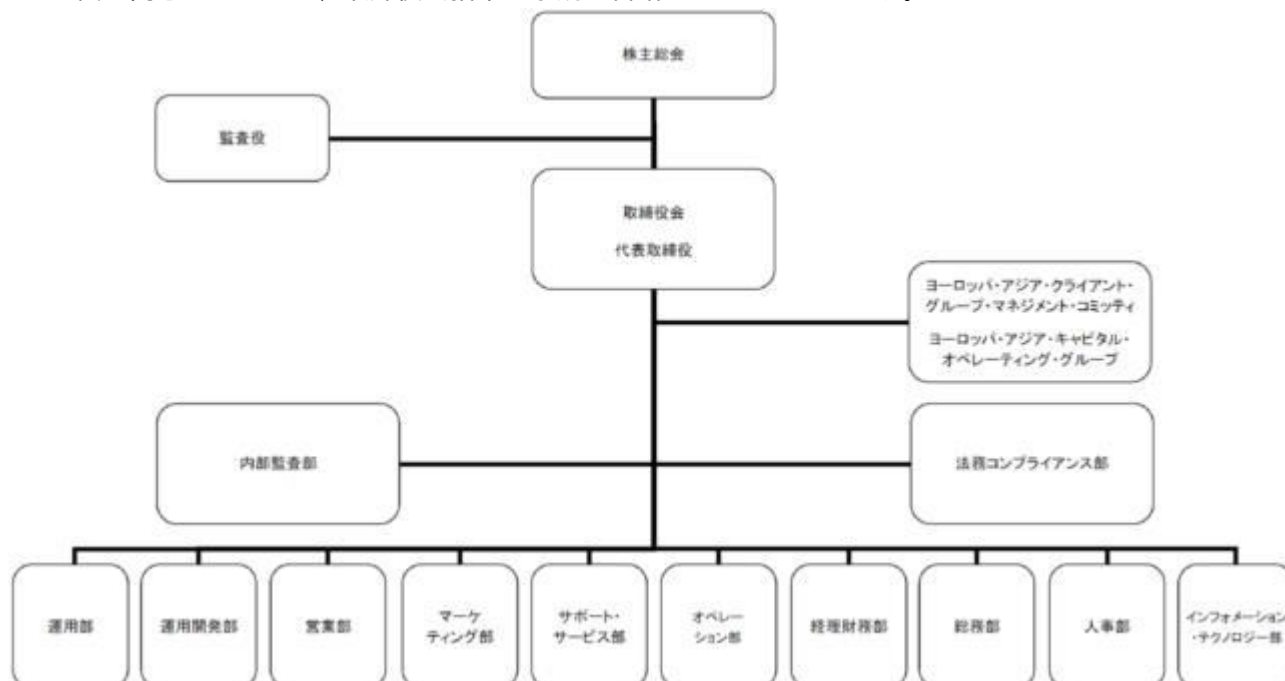 株主総会
監査役
取締役会
代表取締役
ヨーロッパ・アジア・クライアント・
グループ・マネジメント・コミッティ
ヨーロッパ・アジア・キャピタル・
オペレーティング・グループ
内部監査部
法務コンプライアンス部
運用部
運用開発部
営業部
マーケ
ティング部
サポート・
サービス部
オペレー
ション部
経理財務部
総務部
人事部
インフォメーション
・テクノロジー部